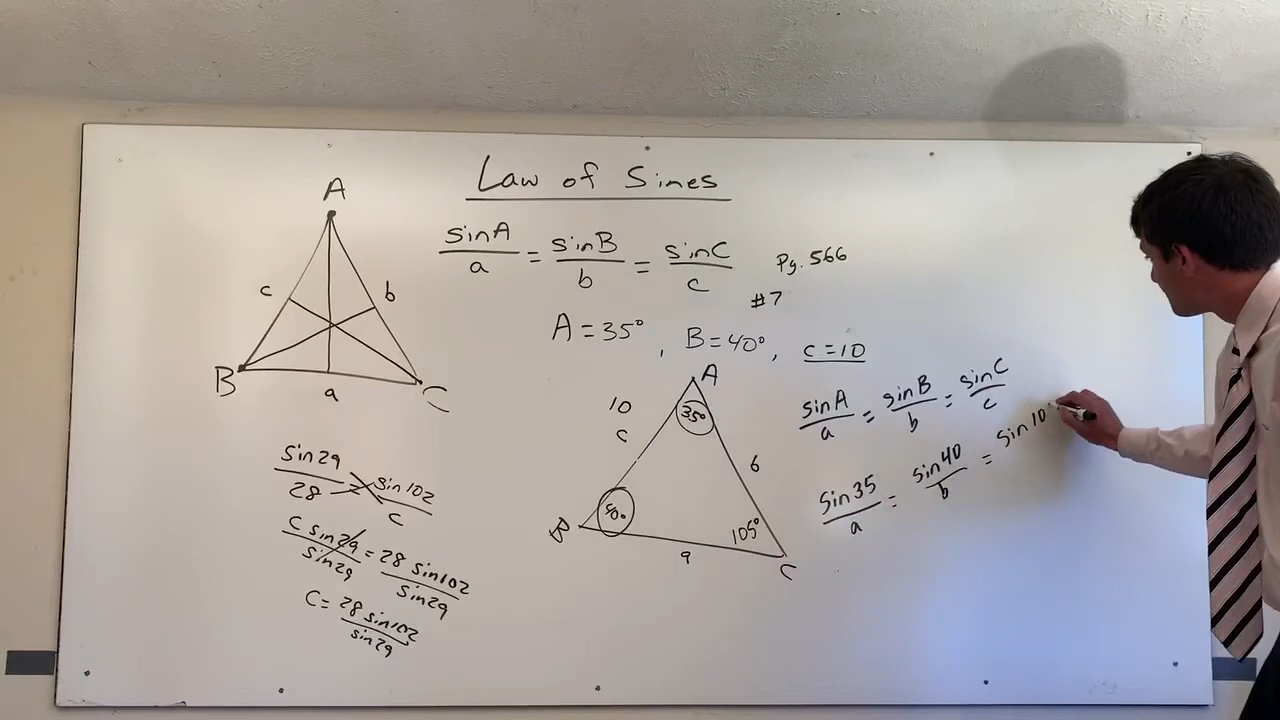 Law of Sines
A
c
b
B
a
C
sinA/a = sinB/b = sinC/c
Pg. 566
#7
A = 35°, B = 40°, c = 10
A
10
c
35°
6
B
40°
105°
a
C
sinA/a = sinB/b = sinC/c
sin35/a = sin40/b = sin10
sin29/28 = sin102/c
c sin29/sin29 = 28 sin102/sin29
C = 28 sin102/sin29